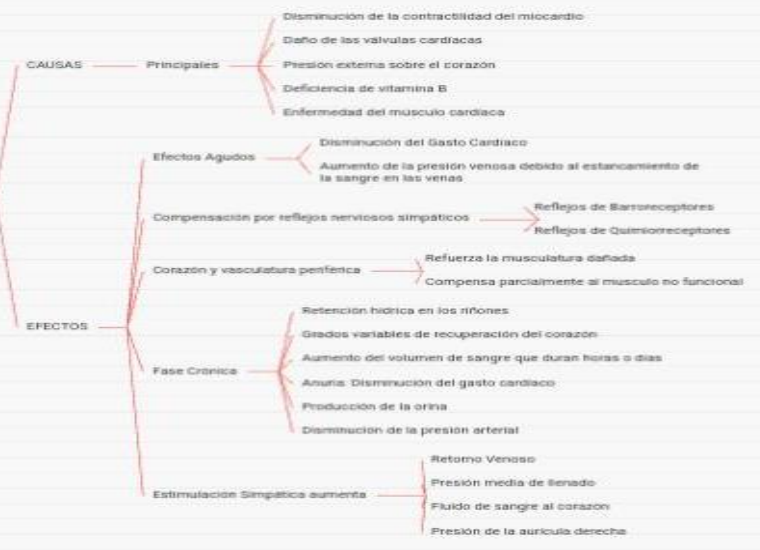 CAUSAS
Principales
Disminución de la contractilidad del miocardio
Daño de las válvulas cardíacas
Presión externa sobre el corazón
Deficiencia de vitamina B
Enfermedad del músculo cardíaca
EFECTOS
Efectos Agudos
Disminución del Gasto Cardíaco
Aumento de la presión venosa debido al estancamiento de
la sangre en las venas
Compensación por reflejos nerviosos simpáticos
Reflejos de Barroreceptores
Reflejos de Quimiorreceptores
Corazón y vasculatura periférica
Refuerza la musculatura dañada
Compensa parcialmente al musculo no funcional
Fase Crónica
Retención hídrica en los riñones
Grados variables de recuperación del corazón
Aumento del volumen de sangre que duran horas o días
Anuria: Disminución del gasto cardíaco
Producción de la orina
Disminución de la presión arterial
Estimulación Simpática aumenta
Retorno Venoso
Presión media de llenado
Fluido de sangre al corazón
Presión de la aurícula derecha